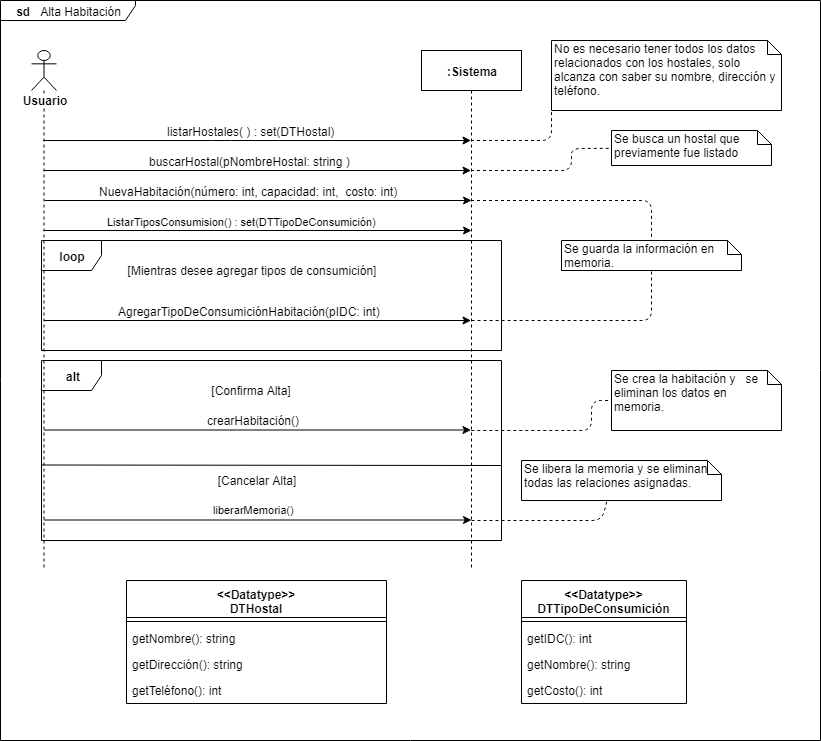 sd Alta Habitación
Usuario
:Sistema
No es necesario tener todos los datos
relacionados con los hostales, solo
alcanza con saber su nombre, dirección y
teléfono.
listarHostales( ) : set(DTHostal)
Se busca un hostal que
previamente fue listado
buscarHostal(pNombreHostal: string )
NuevaHabitación(número: int, capacidad: int, costo: int)
ListarTiposConsumision() : set(DTTipoDeConsumición)
loop
[Mientras desee agregar tipos de consumición]
Se guarda la información en
memoria.
AgregarTipoDeConsumiciónHabitación(pIDC: int)
alt
[Confirma Alta]
Se crea la habitación y se
eliminan los datos en
memoria.
crearHabitación()
[Cancelar Alta]
Se libera la memoria y se eliminan
todas las relaciones asignadas.
liberarMemoria()
<<Datatype>>
DTHostal
getNombre(): string
getDirección(): string
getTeléfono(): int
<<Datatype>>
DTTipoDeConsumición
getIDC(): int
getNombre(): string
getCosto(): int